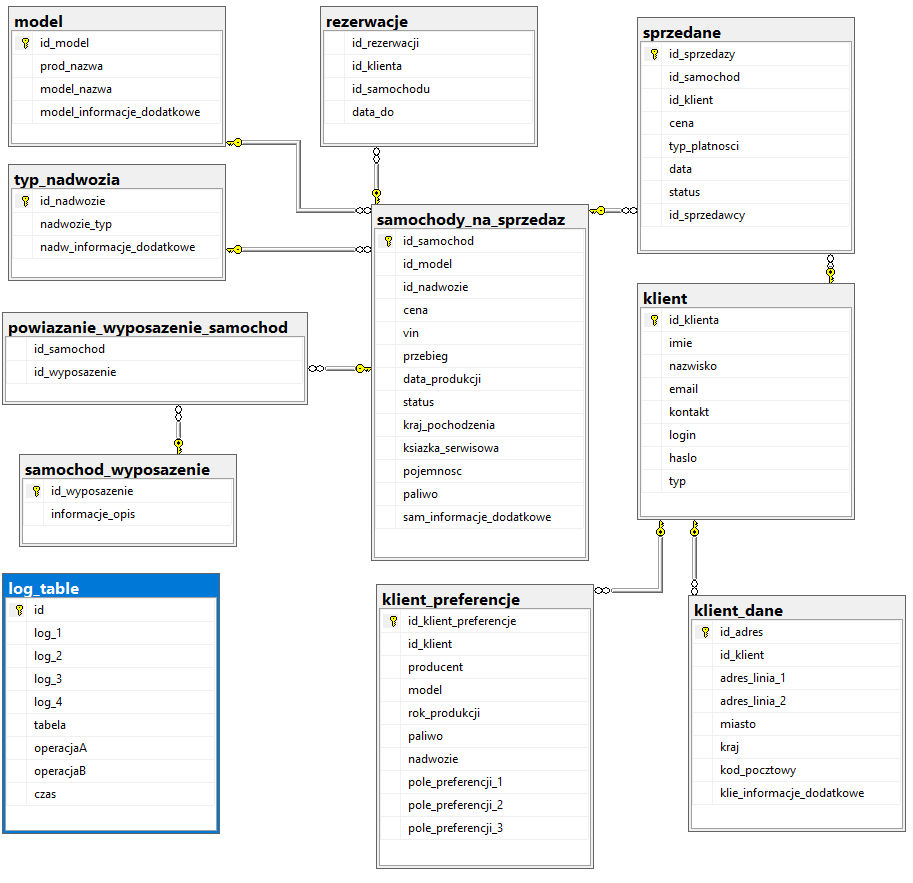 model
id_model
prod_nazwa
model_nazwa
model_informacje_dodatkowe
rezerwacje
id_rezerwacji
id_klienta
id_samochodu
data_do
sprzedane
id_sprzedazy
id_samochod
id_klient
cena
typ_platnosci
data
status
id_sprzedawcy
typ_nadwozia
id_nadwozie
nadwozie_typ
nadw_informacje_dodatkowe
samochody_na_sprzedaz
id_samochod
id_model
id_nadwozie
cena
vin
przebieg
data_produkcji
status
kraj_pochodzenia
ksiazka_serwisowa
pojemnosc
paliwo
sam_informacje_dodatkowe
klient
id_klienta
imie
nazwisko
email
kontakt
login
haslo
typ
powiazanie_wyposazenie_samochod
id_samochod
id_wyposazenie
samochod_wyposazenie
id_wyposazenie
informacje_opis
log_table
id
log_1
log_2
log_3
log_4
tabela
operacjaA
operacjaB
czas
klient_preferencje
id_klient_preferencje
id_klient
producent
model
rok_produkcji
paliwo
nadwozie
pole_preferencji_1
pole_preferencji_2
pole_preferencji_3
klient_dane
id_adres
id_klient
adres_linia_1
adres_linia_2
miasto
kraj
kod_pocztowy
klie_informacje_dodatkowe